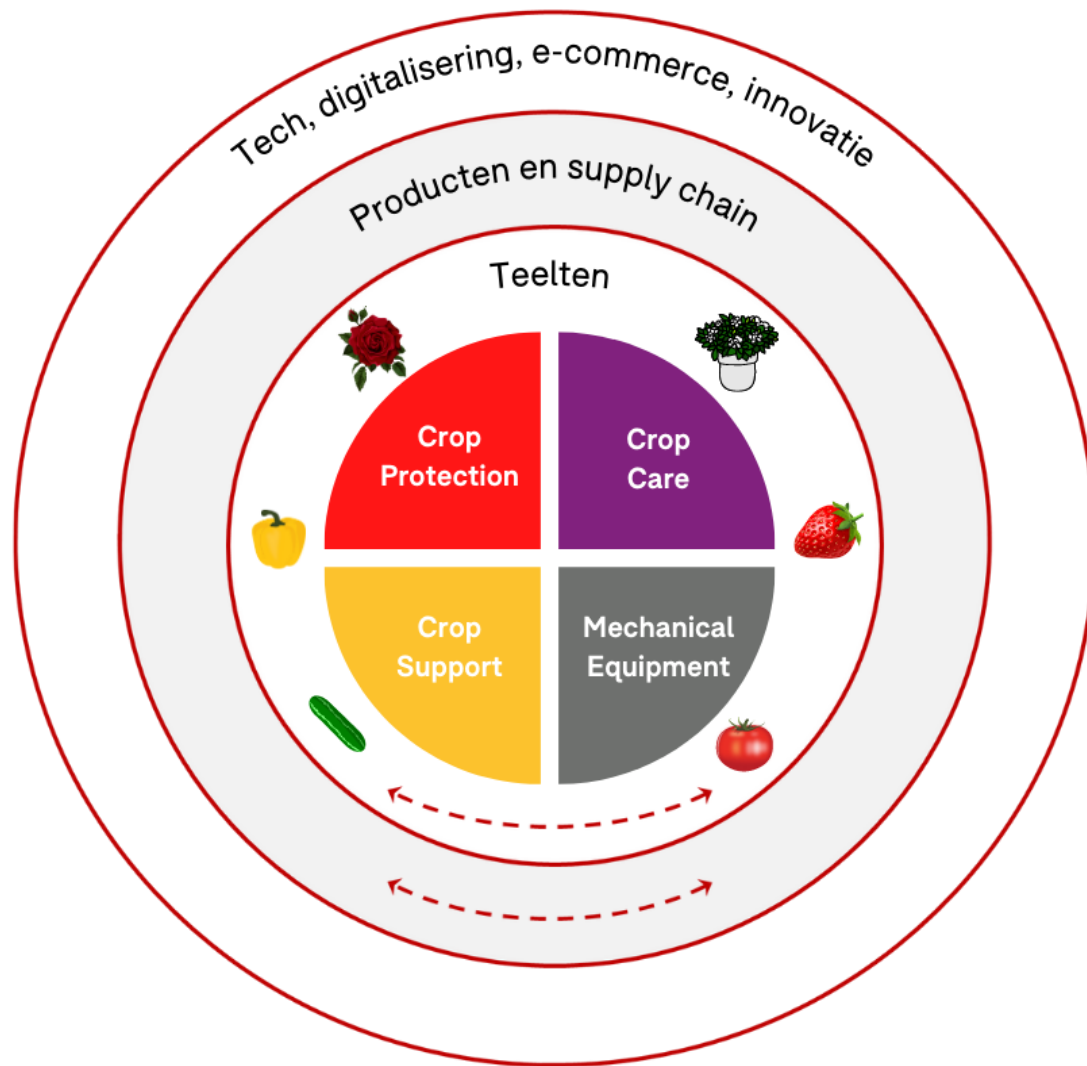 Tech, digitalisering, e-commerce, innovatie
Producten en supply chain
Teelten
Crop
Protection
Crop
Care
Crop
Support
Mechanical
Equipment